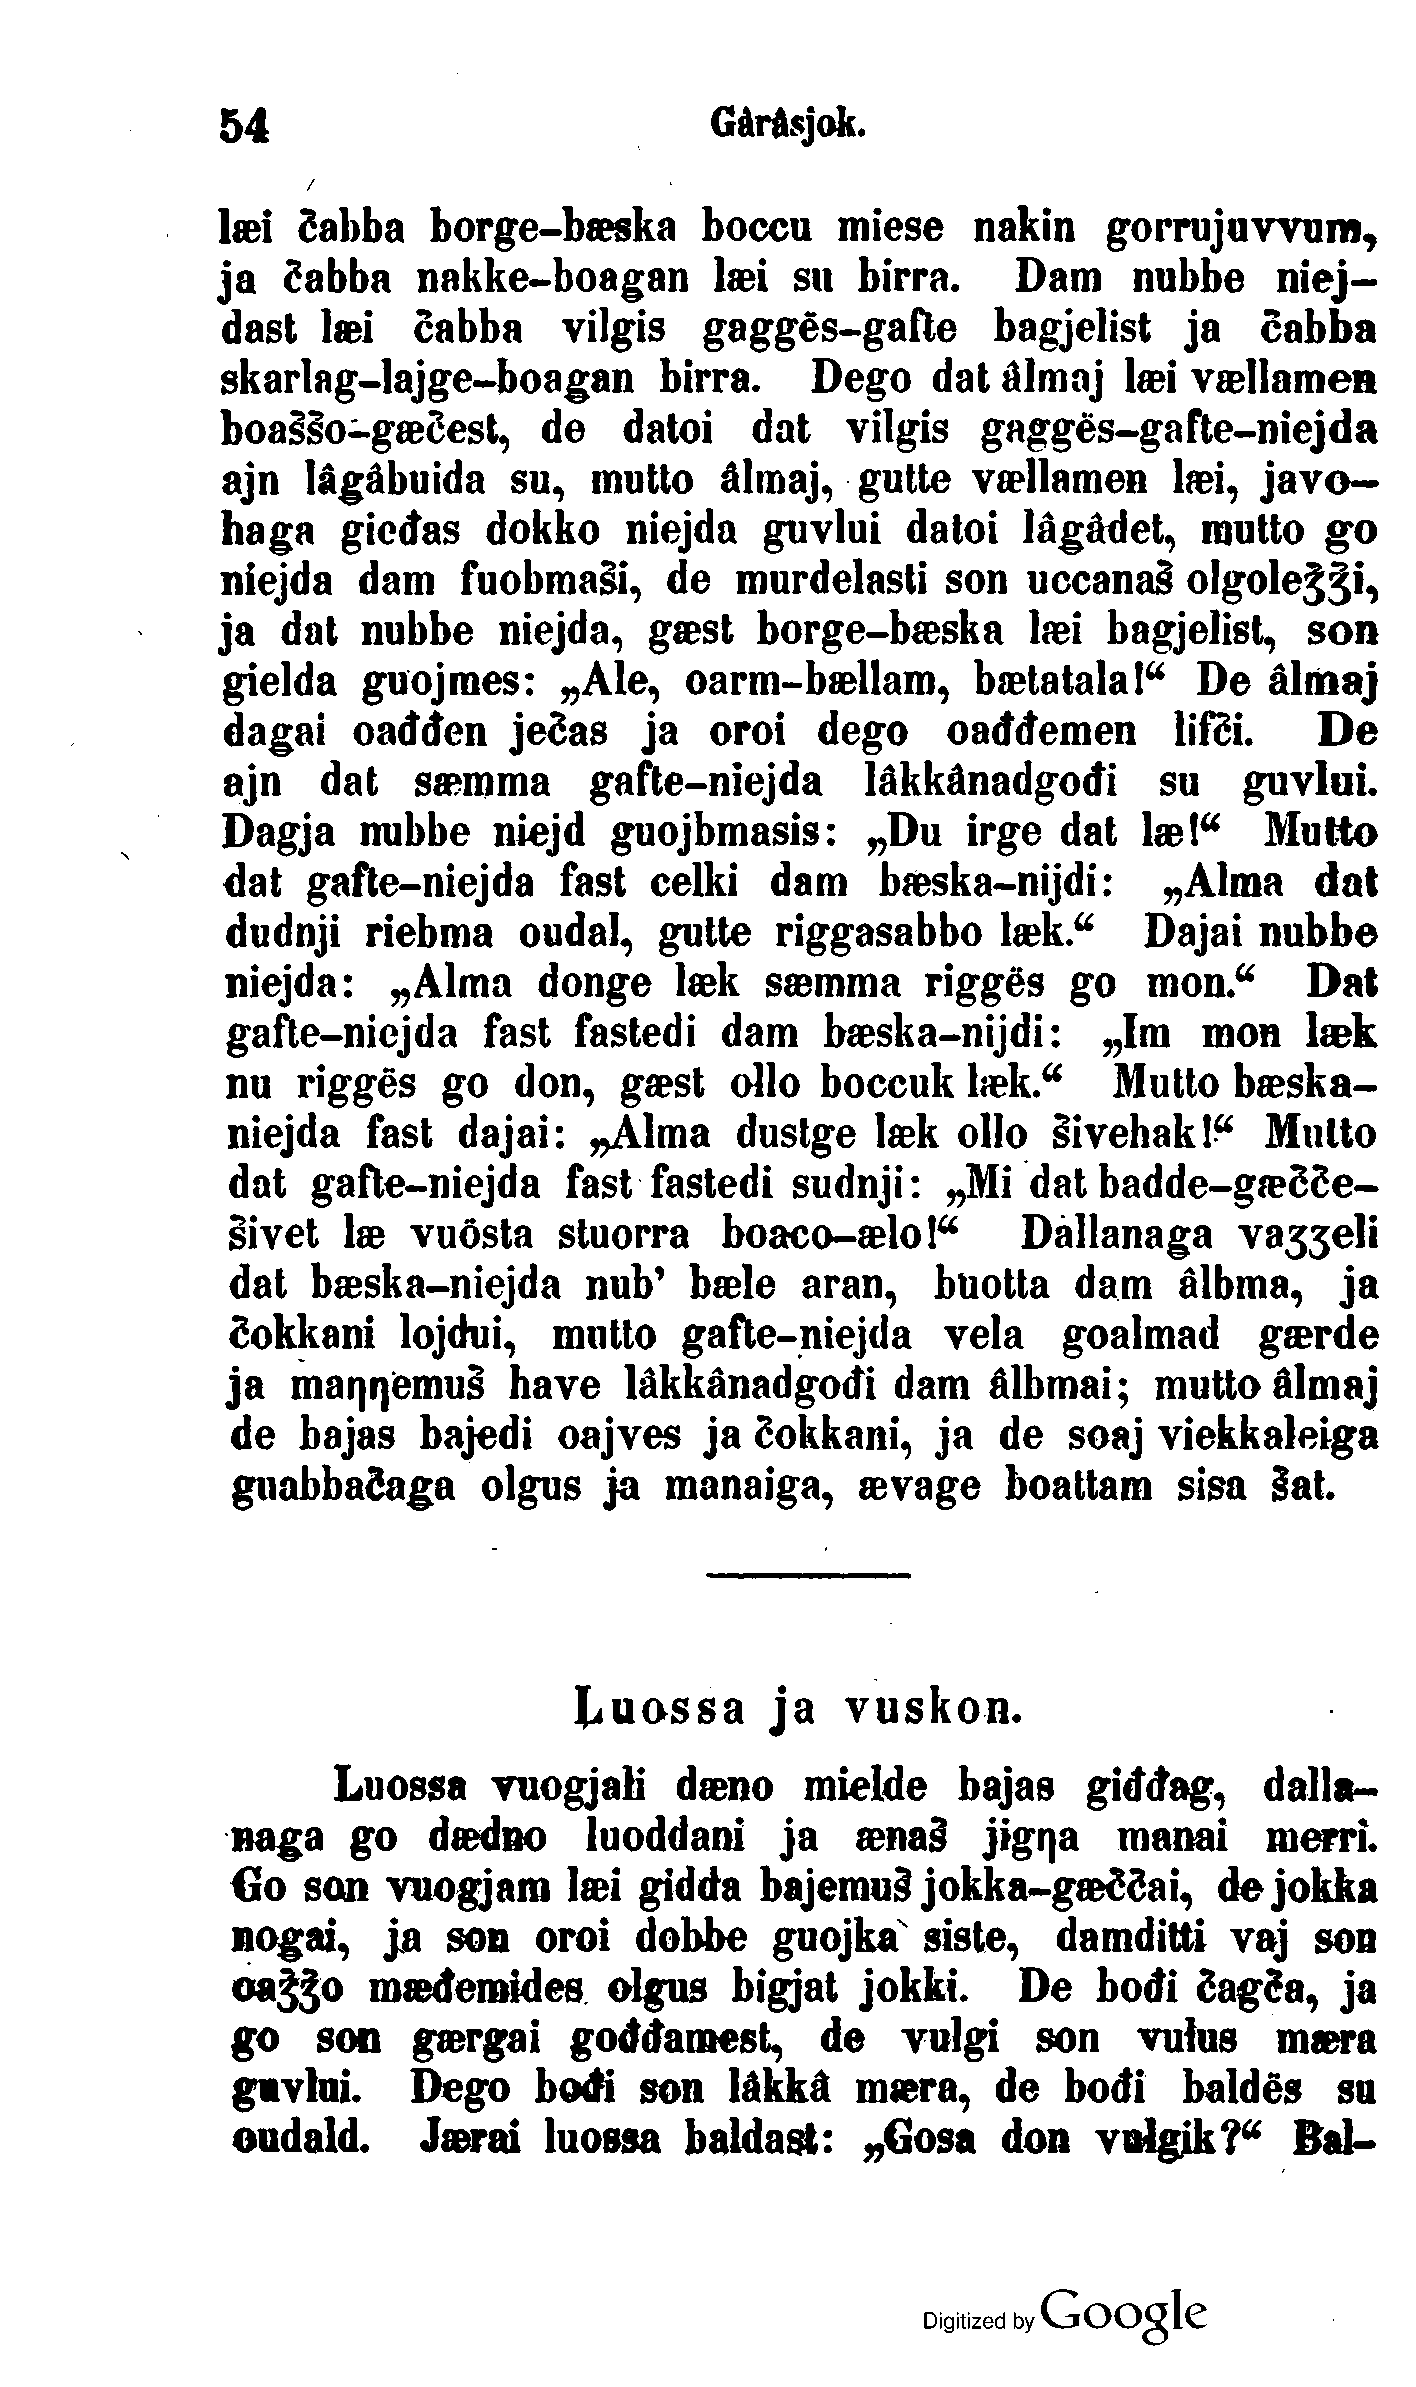 54 Gârâsjok.
læi čabba borge-bæska boccu miese nakin gorrujuvvum,
ja čabba nakke-boagan læi su birra. Dam nubbe niej-
dast læi čabba vilgis gaggës-gafte bagjelist ja čabba
skarlag-lajge-boagan birra. Dego dat âlmaj læi vællamen
boaššo-gæčest, de datoi dat vilgis gaggës-gafte-niejda
ajn lâgâbuida su, mutto âlmaj, gutte vællamen læi, javo-
haga gieđas dokko niejda guvlui datoi lâgâdet, mutto go
niejda dam fuobmaši, de murdelasti son uccanaš olgoleǯǯi,
ja dat nubbe niejda, gæst borge-bæska læi bagjelist, son
gielda guojmes: „Ale, oarm-bællam, bætatala!“ De âlmaj
dagai oađđen ječas ja oroi dego oađđemen lifči. De
ajn dat sæmma gafte-niejda lâkkânadgođi su guvlui.
Dagja nubbe niejd guojbmasis: „Du irge dat læ!“ Mutto
dat gafte-niejda fast celki dam bæska-nijdi: „Alma dat
dudnji riebma oudal, gutte riggasabbo læk.“ Dajai nubbe
niejda: „Alma donge læk sæmma riggës go mon.“ Dat
gafte-niejda fast fastedi dam bæska-nijdi: „Im mon læk
nu riggës go don, gæst ollo boccuk læk.“ Mutto bæska-
niejda fast dajai: „Alma dustge læk ollo šivehak!“ Mutto
dat gafte-niejda fast fastedi sudnji: „Mi dat badde-gæčče-
šivet læ vuösta stuorra boaco-ælo!“ Dallanaga vaʒʒeli
dat bæska-niejda nub’ bæle aran, buotta dam âlbma, ja
čokkani lojdui, mutto gafte-niejda vela goalmad gærde
ja maŋŋemuš have lâkkânadgođi dam âlbmai; mutto âlmaj
de bajas bajedi oajves ja čokkani, ja de soaj viekkaleiga
guabbačaga olgus ja manaiga, ævage boattam sisa šat.
Luossa ja vuskon.
Luossa vuogjali dæno mielde bajas giđđag, dalla-
naga go dædno luoddani ja ænaš jigŋa manai merri.
Go son vuogjam læi gidda bajemuš jokka-gæččai, de jokka
nogai, ja son oroi dobbe guojka siste, damditti vaj son
oaǯǯo mæđemides olgus bigjat jokki. De bođi čagča, ja
go son gærgai gođđamest, de vulgi son vulus mæra
guvlui. Dego bođi son lâkkâ mæra, de bođi baldës su
oudald. Jærai luossa baldast: „Gosa don vulgik?“ Bal-
Digitized by Google